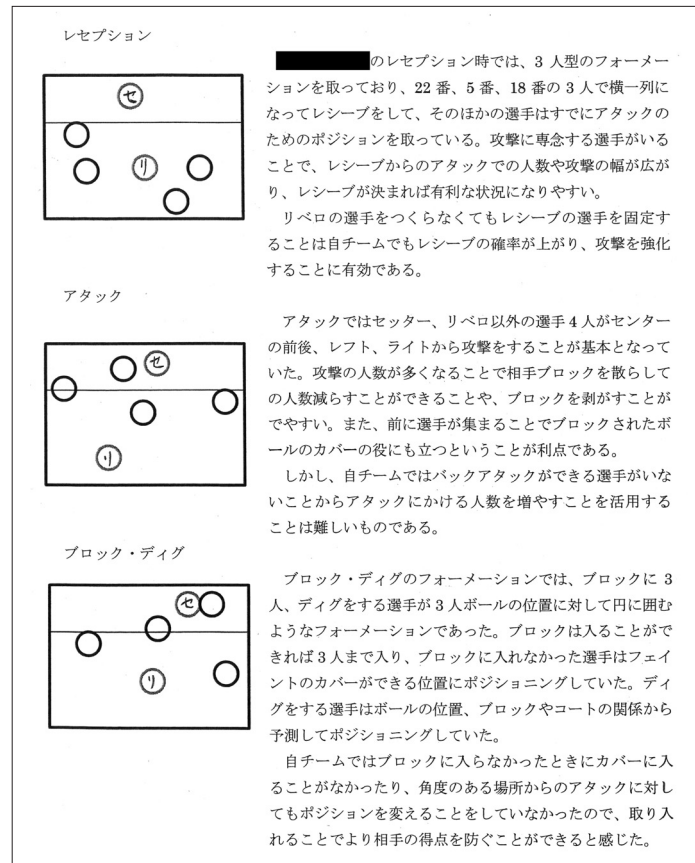 レセプション
セ
リ
のレセプション時では、3 人型のフォーメー
ションを取っており、22 番、5 番、18 番の 3 人で横一列に
なってレシーブをして、そのほかの選手はすでにアタックの
ためのポジションを取っている。攻撃に専念する選手がいる
ことで、レシーブからのアタックでの人数や攻撃の幅が広が
り、レシーブが決まれば有利な状況になりやすい。
リベロの選手をつくらなくてもレシーブの選手を固定す
ることは自チームでもレシーブの確率が上がり、攻撃を強化
することに有効である。
アタック
セ
リ
アタックではセッター、リベロ以外の選手 4 人がセンター
の前後、レフト、ライトから攻撃をすることが基本となって
いた。攻撃の人数が多くなることで相手ブロックを散らして
の人数減らすことができることや、ブロックを剥がすことが
でやすい。また、前に選手が集まることでブロックされたボ
ールのカバーの役にも立つということが利点である。
しかし、自チームではバックアタックができる選手がいな
いことからアタックにかける人数を増やすことを活用する
ことは難しいものである。
ブロック・ディグ
セ
リ
ブロック・ディグのフォーメーションでは、ブロックに 3
人、ディグをする選手が 3 人ボールの位置に対して円に囲む
ようなフォーメーションであった。ブロックは入ることがで
きれば 3 人まで入り、ブロックに入れなかった選手はフェイ
ントのカバーができる位置にポジショニングしていた。ディ
グをする選手はボールの位置、ブロックやコートの関係から
予測してポジショニングしていた。
自チームではブロックに入らなかったときにカバーに入
ることがなかったり、角度のある場所からのアタックに対し
てもポジションを変えることをしていなかったので、取り入
れることでより相手の得点を防ぐことができると感じた。